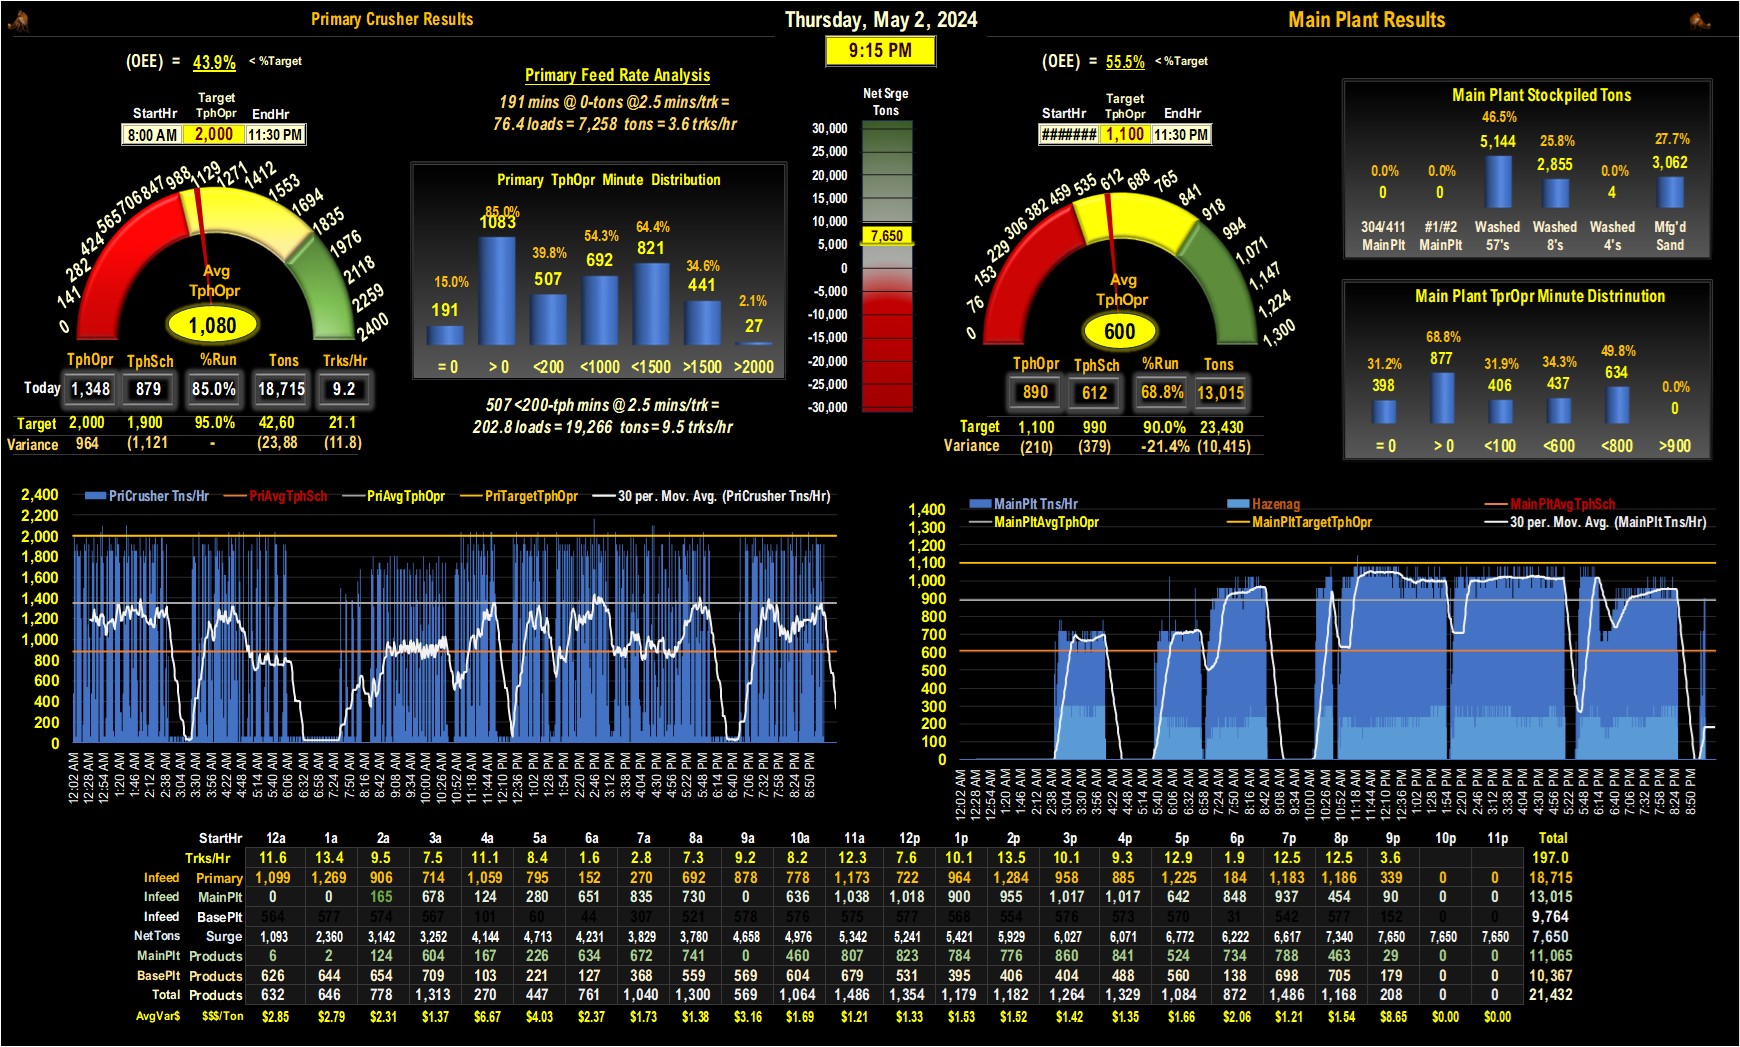 Primary Crusher Results
Thursday, May 2, 2024
Main Plant Results
9:15 PM
(OEE) = 43.9% < %Target
StartHr Target TphOpr EndHr
8:00 AM 2,000 11:30 PM
0 141 282 424 565 706 847 988 1129 1271 1412 1553 1694 1835 1976 2118 2259 2400
Avg
TphOpr
1,080
TphOpr TphSch %Run Tons Trks/Hr
Today 1,348 879 85.0% 18,715 9.2
Target 2,000 1,900 95.0% 42,60 21.1
Variance 964 (1,121 - (23,88 (11.8)
Primary Feed Rate Analysis
191 mins @ 0-tons @2.5 mins/trk =
76.4 loads = 7,258 tons = 3.6 trks/hr
Primary TphOpr Minute Distribution
15.0% 85.0% 39.8% 54.3% 64.4% 34.6% 2.1%
191 1083 507 692 821 441 27
= 0 > 0 <200 <1000 <1500 >1500 >2000
507 <200-tph mins @ 2.5 mins/trk =
202.8 loads = 19,266 tons = 9.5 trks/hr
Net Srge
Tons
30,000
25,000
20,000
15,000
10,000
7,650
5,000
0
-5,000
-10,000
-15,000
-20,000
-25,000
-30,000
(OEE) = 55.5% < %Target
StartHr Target TphOpr EndHr
####### 1,100 11:30 PM
0 76 153 229 306 382 459 535 612 688 765 841 918 994 1,071 1,147 1,224 1,300
Avg
TphOpr
600
TphOpr TphSch %Run Tons
890 612 68.8% 13,015
Target 1,100 990 90.0% 23,430
Variance (210) (379) -21.4% (10,415)
Main Plant Stockpiled Tons
0.0% 0.0% 46.5% 25.8% 0.0% 27.7%
0 0 5,144 2,855 4 3,062
304/411 #1/#2 Washed Washed Washed Mfg'd
MainPlt MainPlt 57's 8's 4's Sand
Main Plant TprOpr Minute Distrinution
31.2% 68.8% 31.9% 34.3% 49.8% 0.0%
398 877 406 437 634 0
= 0 > 0 <100 <600 <800 >900
PriCrusher Tns/Hr PriAvgTphSch PriAvgTphOpr PriTargetTphOpr 30 per. Mov. Avg. (PriCrusher Tns/Hr)
2,400
2,200
2,000
1,800
1,600
1,400
1,200
1,000
800
600
400
200
0
12:02 AM 12:28 AM 12:54 AM 1:20 AM 1:46 AM 2:12 AM 2:38 AM 3:04 AM 3:30 AM 3:56 AM 4:22 AM 4:48 AM 5:14 AM 5:40 AM 6:06 AM 6:32 AM 6:58 AM 7:24 AM 7:50 AM 8:16 AM 8:42 AM 9:08 AM 9:34 AM 10:00 AM 10:26 AM 10:52 AM 11:18 AM 11:44 AM 12:10 PM 12:36 PM 1:02 PM 1:28 PM 1:54 PM 2:20 PM 2:46 PM 3:12 PM 3:38 PM 4:04 PM 4:30 PM 4:56 PM 5:22 PM 5:48 PM 6:14 PM 6:40 PM 7:06 PM 7:32 PM 7:58 PM 8:24 PM 8:50 PM
MainPlt Tns/Hr Hazenag MainPltAvgTphSch
MainPltAvgTphOpr MainPltTargetTphOpr 30 per. Mov. Avg. (MainPlt Tns/Hr)
1,400
1,300
1,200
1,100
1,000
900
800
700
600
500
400
300
200
100
0
12:02 AM 12:28 AM 12:54 AM 1:20 AM 1:46 AM 2:12 AM 2:38 AM 3:04 AM 3:30 AM 3:56 AM 4:22 AM 4:48 AM 5:14 AM 5:40 AM 6:06 AM 6:32 AM 6:58 AM 7:24 AM 7:50 AM 8:16 AM 8:42 AM 9:08 AM 9:34 AM 10:00 AM 10:26 AM 10:52 AM 11:18 AM 11:44 AM 12:10 PM 12:36 PM 1:02 PM 1:28 PM 1:54 PM 2:20 PM 2:46 PM 3:12 PM 3:38 PM 4:04 PM 4:30 PM 4:56 PM 5:22 PM 5:48 PM 6:14 PM 6:40 PM 7:06 PM 7:32 PM 7:58 PM 8:24 PM 8:50 PM
StartHr 12a 1a 2a 3a 4a 5a 6a 7a 8a 9a 10a 11a 12p 1p 2p 3p 4p 5p 6p 7p 8p 9p 10p 11p Total
Trks/Hr 11.6 13.4 9.5 7.5 11.1 8.4 1.6 2.8 7.3 9.2 8.2 12.3 7.6 10.1 13.5 10.1 9.3 12.9 1.9 12.5 12.5 3.6 197.0
Infeed Primary 1,099 1,269 906 714 1,059 795 152 270 692 878 778 1,173 722 964 1,284 958 885 1,225 184 1,183 1,186 339 0 0 18,715
Infeed MainPlt 0 0 165 678 124 280 651 835 730 0 636 1,038 1,018 900 955 1,017 1,017 642 848 937 454 90 0 0 13,015
Infeed BasePlt 564 577 574 567 101 60 44 307 521 578 576 575 577 568 554 576 573 570 31 542 577 152 0 0 9,764
NetTons Surge 1,093 2,360 3,142 3,252 4,144 4,713 4,231 3,829 3,780 4,658 4,976 5,342 5,241 5,421 5,929 6,027 6,071 6,772 6,222 6,617 7,340 7,650 7,650 7,650 7,650
MainPlt Products 6 2 124 604 167 226 634 672 741 0 460 807 823 784 776 860 841 524 734 788 463 29 0 0 11,065
BasePlt Products 626 644 654 709 103 221 127 368 559 569 604 679 531 395 406 404 488 560 138 698 705 179 0 0 10,367
Total Products 632 646 778 1,313 270 447 761 1,040 1,300 569 1,064 1,486 1,354 1,179 1,182 1,264 1,329 1,084 872 1,486 1,168 208 0 0 21,432
AvgVar$ $$$/Ton $2.85 $2.79 $2.31 $1.37 $6.67 $4.03 $2.37 $1.73 $1.38 $3.16 $1.69 $1.21 $1.33 $1.53 $1.52 $1.42 $1.35 $1.66 $2.06 $1.21 $1.54 $8.65 $0.00 $0.00